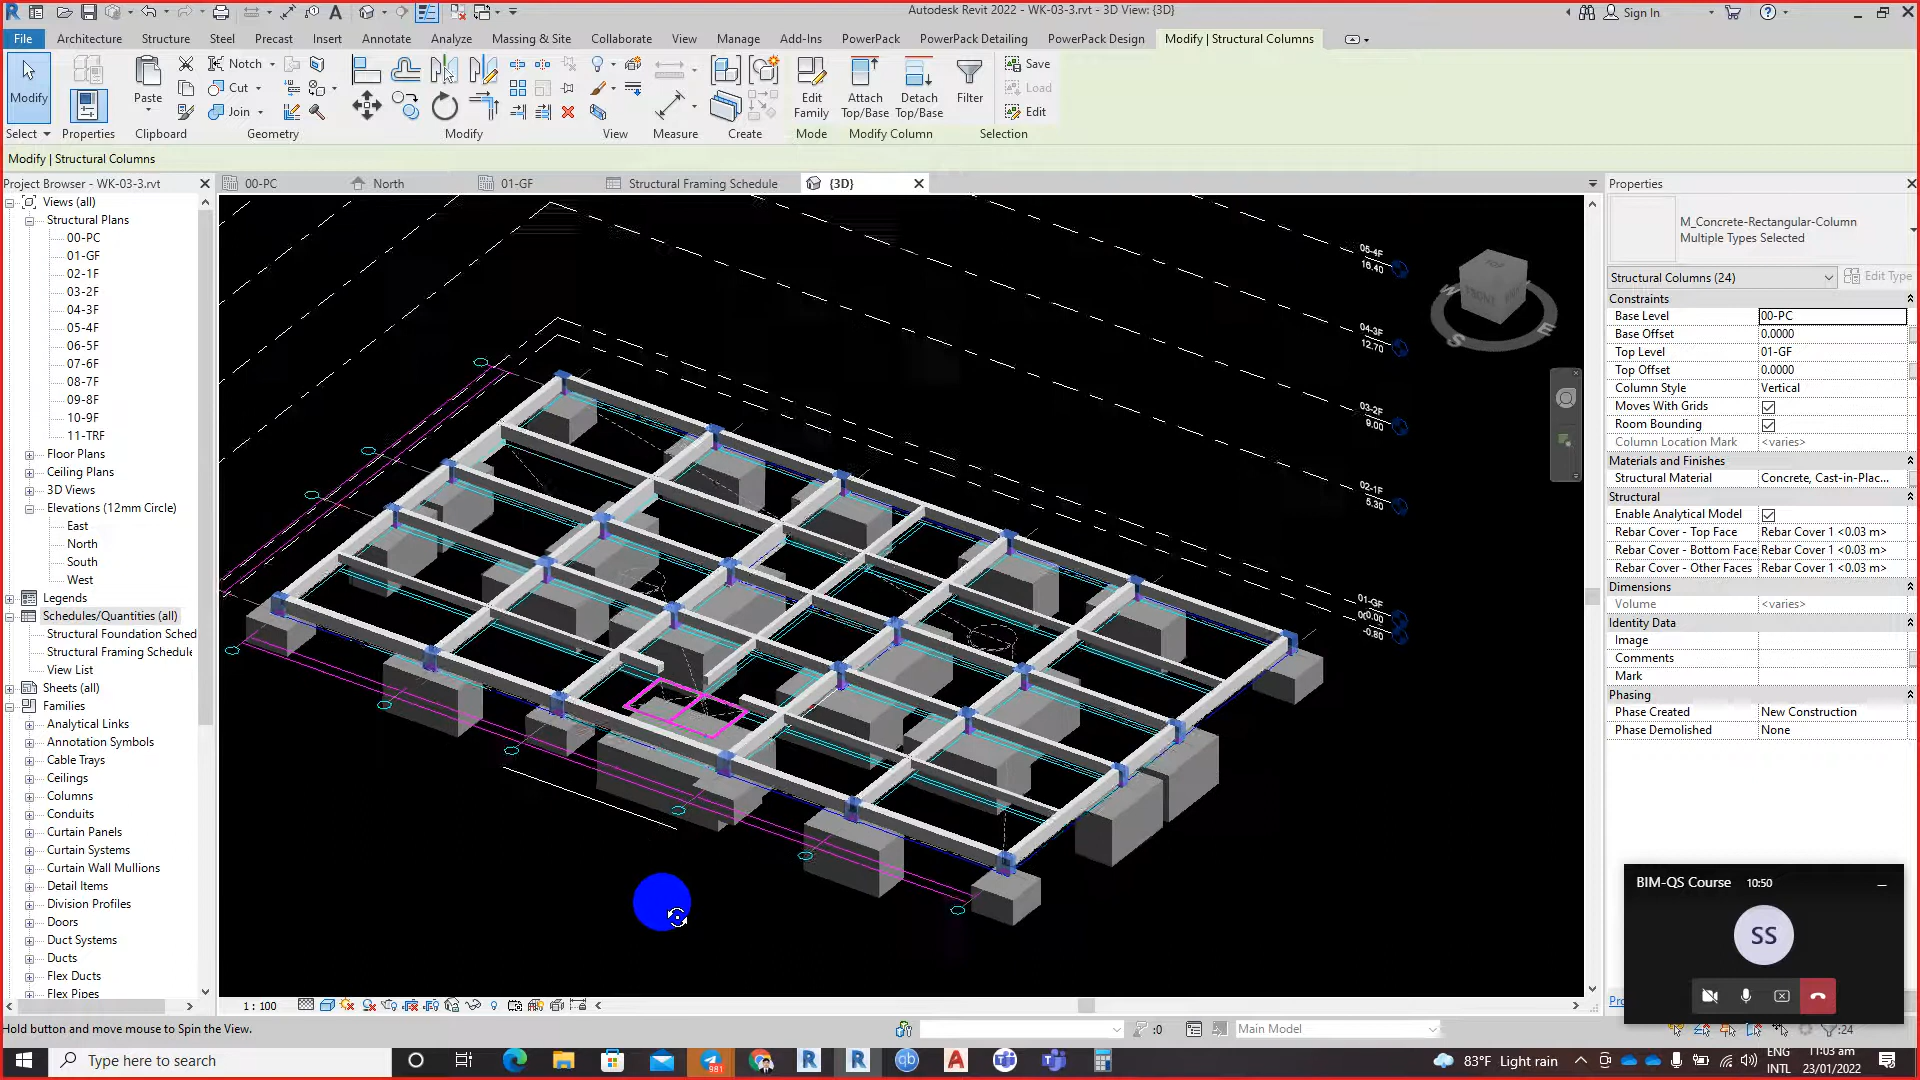 Autodesk Revit 2022 - WK-03-3.rvt - 3D View: {3D}
Sign In
File Architecture Structure Steel Precast Insert Annotate Analyze Massing & Site Collaborate View Manage Add-Ins PowerPack PowerPack Detailing PowerPack Design Modify | Structural Columns
Modify
Paste
Notch
Cut
Join
Edit Family
Attach Top/Base
Detach Top/Base
Filter
Save
Load
Edit
Select Properties Clipboard Geometry Modify View Measure Create Mode Modify Column Selection
Modify | Structural Columns
Project Browser - WK-03-3.rvt
Views (all)
Structural Plans
00-PC
01-GF
02-1F
03-2F
04-3F
05-4F
06-5F
07-6F
08-7F
09-8F
10-9F
11-TRF
Floor Plans
Ceiling Plans
3D Views
Elevations (12mm Circle)
East
North
South
West
Legends
Schedules/Quantities (all)
Structural Foundation Sched
Structural Framing Schedule
View List
Sheets (all)
Families
Analytical Links
Annotation Symbols
Cable Trays
Ceilings
Columns
Conduits
Curtain Panels
Curtain Systems
Curtain Wall Mullions
Detail Items
Division Profiles
Doors
Duct Systems
Ducts
Flex Ducts
Flex Pipes
00-PC North 01-GF Structural Framing Schedule {3D}
05-4F
16.40
04-3F
12.70
03-2F
9.00
02-1F
5.30
01-GF
0.00
-0.80
TOP
FRONT
W
S
E
1 : 100
Properties
M_Concrete-Rectangular-Column
Multiple Types Selected
Structural Columns (24) Edit Type
Constraints
Base Level 00-PC
Base Offset 0.0000
Top Level 01-GF
Top Offset 0.0000
Column Style Vertical
Moves With Grids
Room Bounding
Column Location Mark <varies>
Materials and Finishes
Structural Material Concrete, Cast-in-Plac...
Structural
Enable Analytical Model
Rebar Cover - Top Face Rebar Cover 1 <0.03 m>
Rebar Cover - Bottom Face Rebar Cover 1 <0.03 m>
Rebar Cover - Other Faces Rebar Cover 1 <0.03 m>
Dimensions
Volume <varies>
Identity Data
Image
Comments
Mark
Phasing
Phase Created New Construction
Phase Demolished None
BIM-QS Course 10:50
SS
Hold button and move mouse to Spin the View.
:0
Main Model
:24
Type here to search
981
83°F Light rain
ENG
INTL
11:03 am
23/01/2022